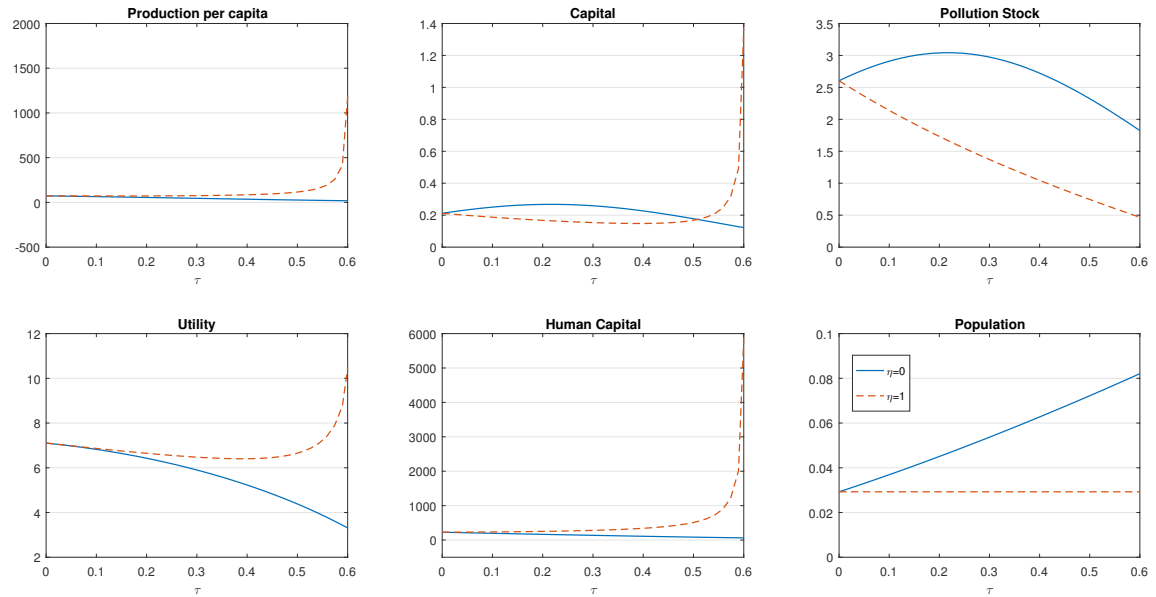 Production per capita
2000
1500
1000
500
0
-500
0 0.1 0.2 0.3 0.4 0.5 0.6
τ
Capital
1.4
1.2
1
0.8
0.6
0.4
0.2
0
0 0.1 0.2 0.3 0.4 0.5 0.6
τ
Pollution Stock
3.5
3
2.5
2
1.5
1
0.5
0
0 0.1 0.2 0.3 0.4 0.5 0.6
τ
Utility
12
10
8
6
4
2
0 0.1 0.2 0.3 0.4 0.5 0.6
τ
Human Capital
6000
5000
4000
3000
2000
1000
0
0 0.1 0.2 0.3 0.4 0.5 0.6
τ
Population
0.1
0.08
0.06
0.04
0.02
0
η=0
η=1
0 0.1 0.2 0.3 0.4 0.5 0.6
τ